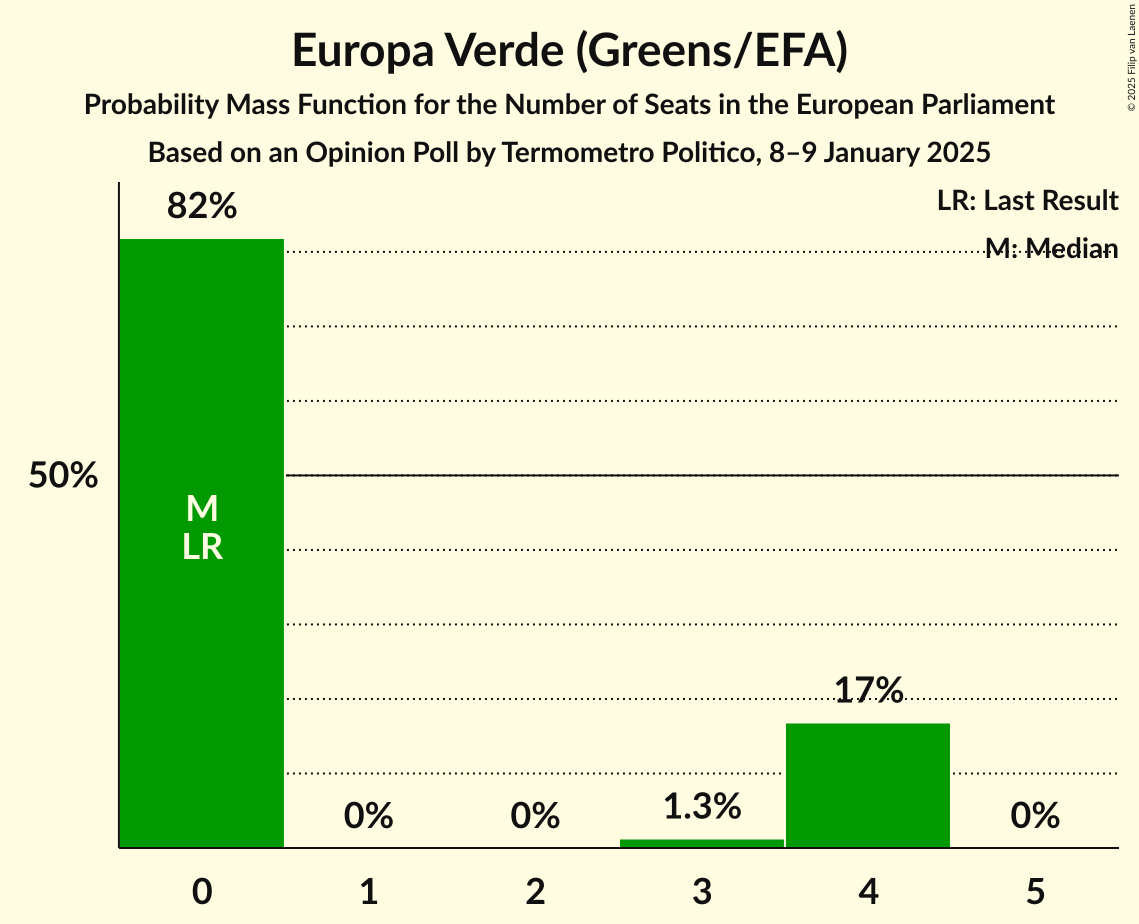 Europa Verde (Greens/EFA)
Probability Mass Function for the Number of Seats in the European Parliament
Based on an Opinion Poll by Termometro Politico, 8–9 January 2025
© 2025 Filip van Laenen
LR: Last Result
M: Median
82%
50%
M
LR
17%
0%
0%
1.3%
0%
0
1
2
3
4
5